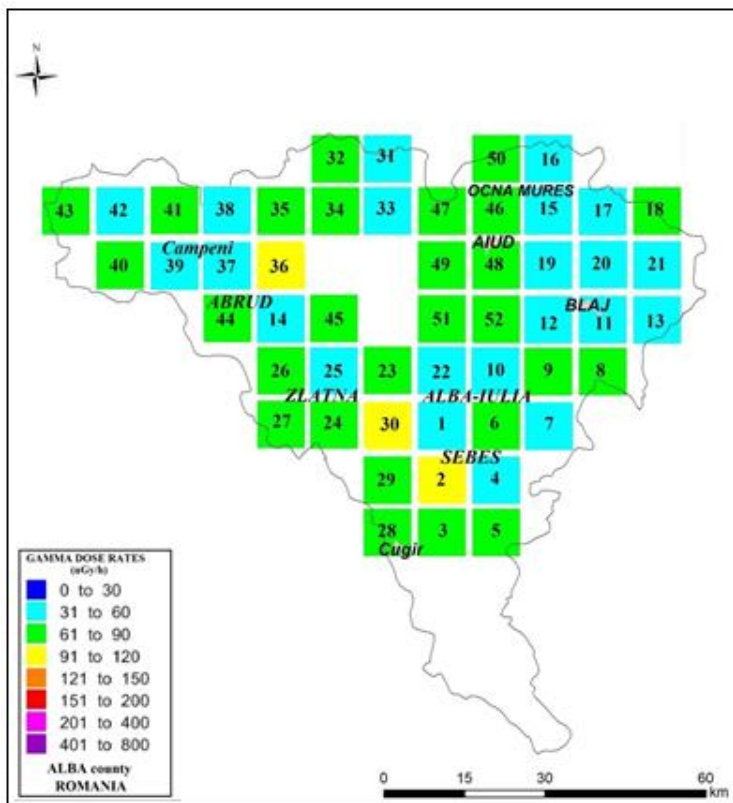 N
32 31 50 16
OCNA MURES
43 42 41 38 35 34 33 47 46 15 17 18
Campeni AIUD
40 39 37 36 49 48 19 20 21
ABRUD BLAJ
44 14 45 51 52 12 11 13
26 25 23 22 10 9 8
ZLATNA ALBA-IULIA
27 24 30 1 6 7
SEBES
29 2 4
28 3 5
Cugir
GAMMA DOSE RATES
(nGy/h)
0 to 30
31 to 60
61 to 90
91 to 120
121 to 150
151 to 200
201 to 400
401 to 800
ALBA county
ROMANIA
0 15 30 60
km